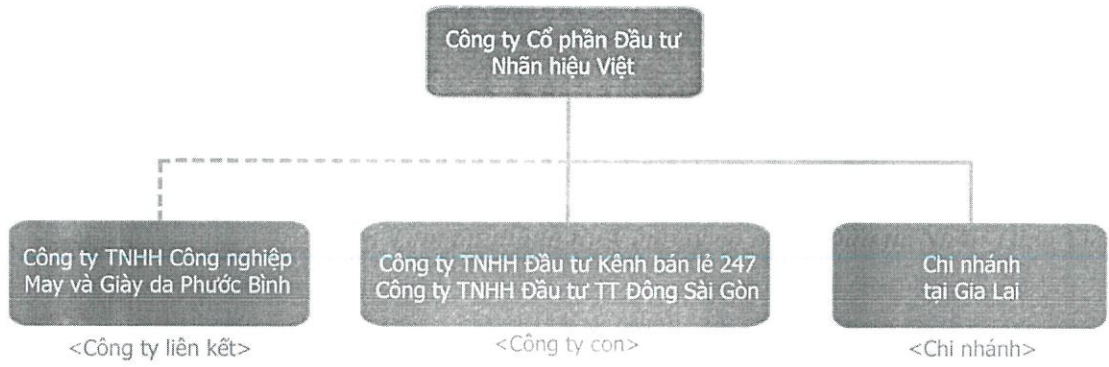 Công ty Cổ phần Đầu tư
Nhãn hiệu Việt
Công ty TNHH Công nghiệp
May và Giày da Phước Bình
<Công ty liên kết>
Công ty TNHH Đầu tư Kênh bán lẻ 247
Công ty TNHH Đầu tư TT Động Sài Gòn
<Công ty con>
Chi nhánh
tại Gia Lai
<Chi nhánh>